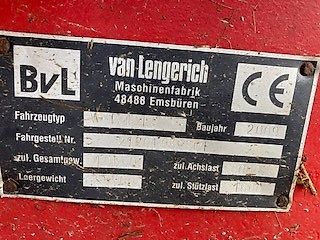 BvL
van Lengerich
Maschinenfabrik
48488 Emsbüren
CE
Fahrzeugtyp
Baujahr
Fahrgestell Nr.
zul. Gesamtgew.
zul. Achslast
Leergewicht
zul. Stützlast